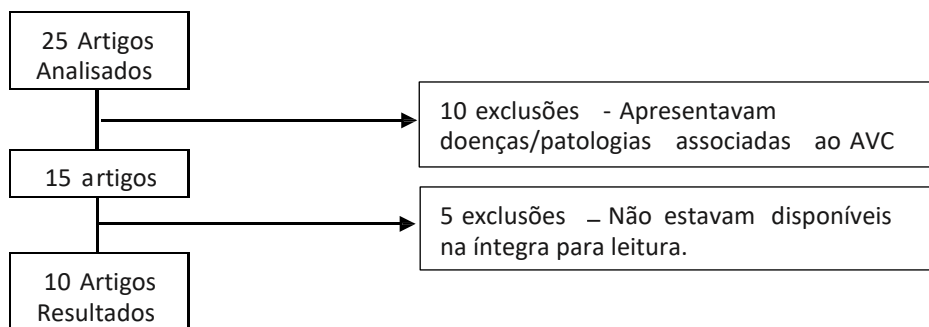 25 Artigos
Analisados
10 exclusões - Apresentavam
doenças/patologias associadas ao AVC
15 artigos
5 exclusões – Não estavam disponíveis
na íntegra para leitura.
10 Artigos
Resultados